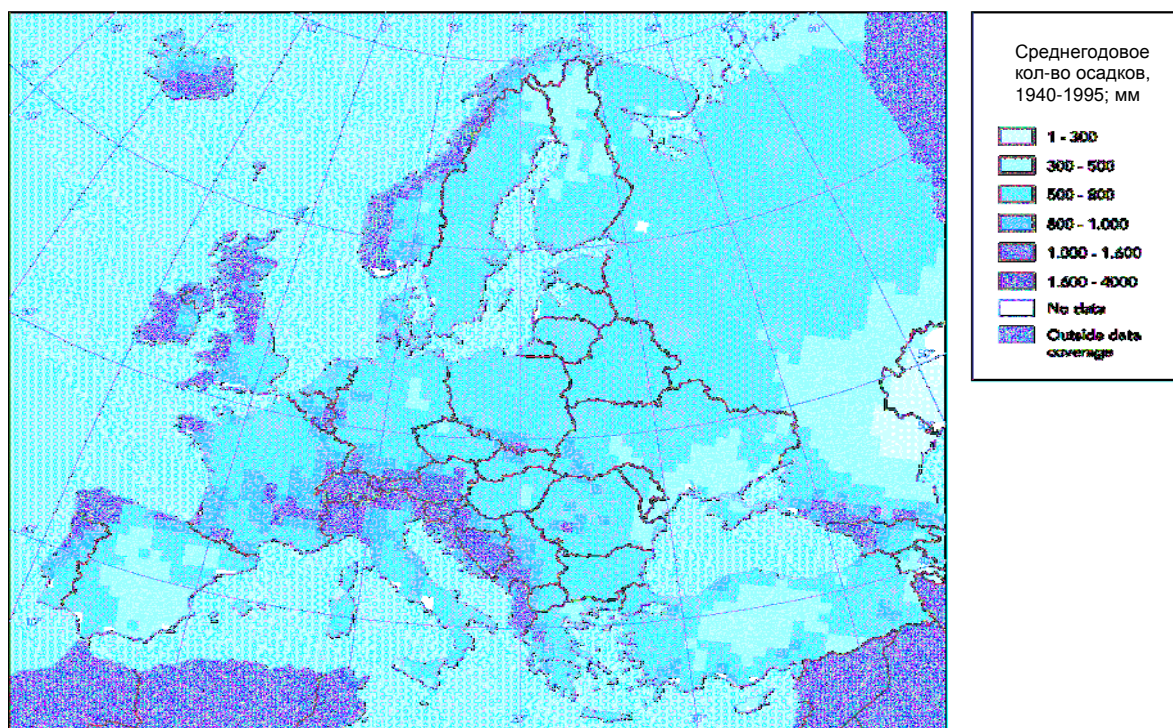 Среднегодовое
кол-во осадков,
1940-1995; мм
1 - 300
300 - 500
500 - 800
800 - 1.000
1.000 - 1.600
1.600 - 4000
No data
Outside data
coverage